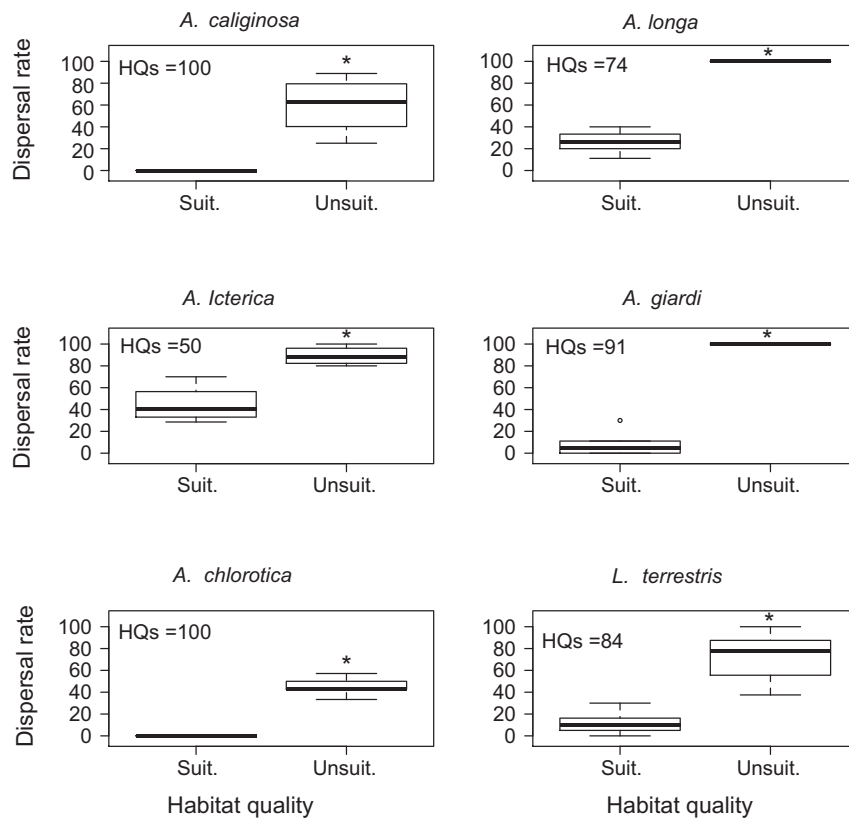 A. caliginosa
Dispersal rate
100
80
60
40
20
0
HQs =100
*
Suit.
Unsuit.
A. longa
100
80
60
40
20
0
HQs =74
*
Suit.
Unsuit.
A. Icterica
Dispersal rate
100
80
60
40
20
0
HQs =50
*
Suit.
Unsuit.
A. giardi
100
80
60
40
20
0
HQs =91
*
Suit.
Unsuit.
A. chlorotica
Dispersal rate
100
80
60
40
20
0
HQs =100
*
Suit.
Unsuit.
Habitat quality
L. terrestris
100
80
60
40
20
0
HQs =84
*
Suit.
Unsuit.
Habitat quality